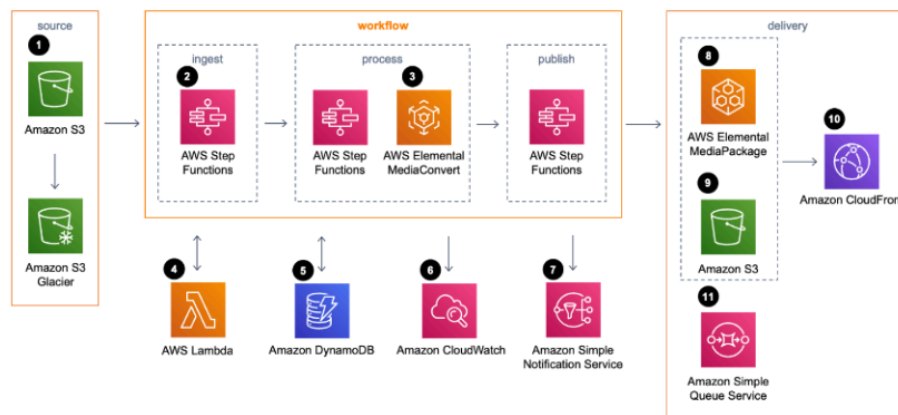 source
1
Amazon S3
Amazon S3
Glacier
workflow
ingest
2
AWS Step
Functions
process
3
AWS Step
Functions
AWS Elemental
MediaConvert
publish
AWS Step
Functions
4
AWS Lambda
5
Amazon DynamoDB
6
Amazon CloudWatch
7
Amazon Simple
Notification Service
delivery
8
AWS Elemental
MediaPackage
9
Amazon S3
10
Amazon CloudFron
11
Amazon Simple
Queue Service